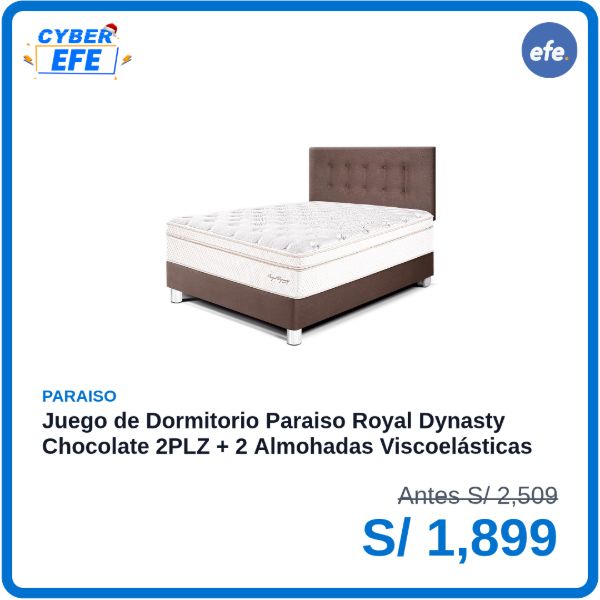 CYBER
EFE
efe.
PARAISO
Juego de Dormitorio Paraiso Royal Dynasty
Chocolate 2PLZ + 2 Almohadas Viscoelásticas
Antes S/ 2,509
S/ 1,899